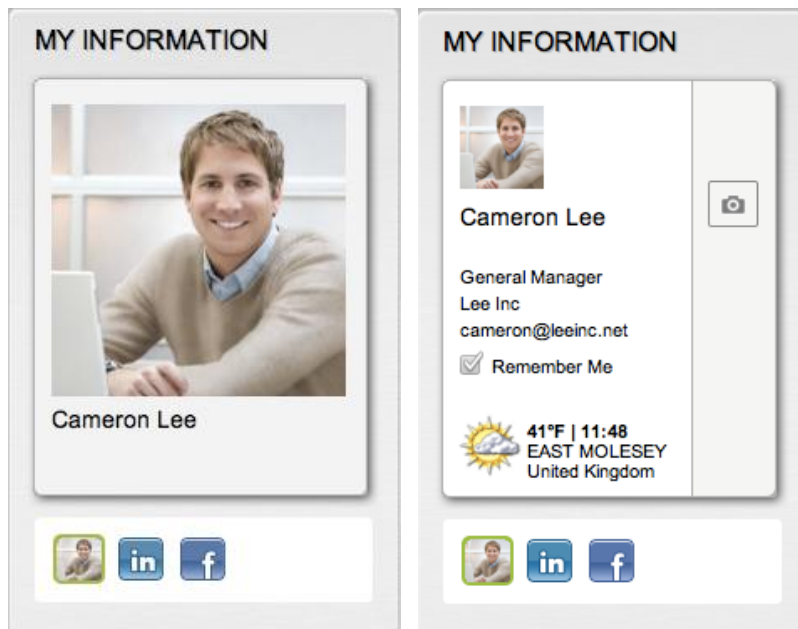 MY INFORMATION
Cameron Lee
in f
MY INFORMATION
Cameron Lee
General Manager
Lee Inc
cameron@leeinc.net
Remember Me
41°F | 11:48
EAST MOLESEY
United Kingdom
in f